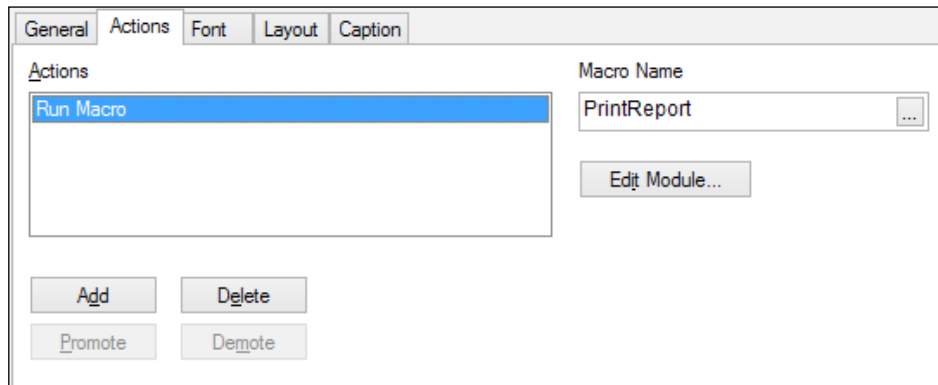 General Actions Font Layout Caption
Actions
Run Macro
Add Delete
Promote Demote
Macro Name
PrintReport ...
Edit Module...